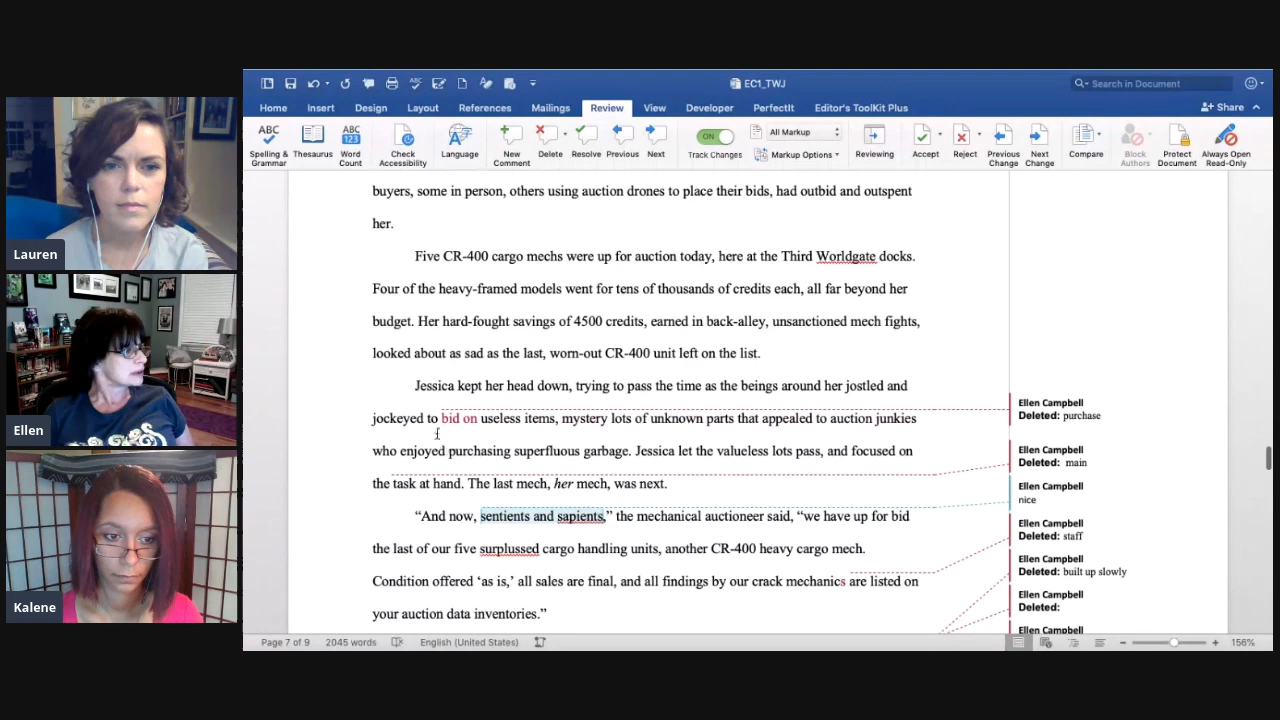 EC1_TWJ
Search in Document
Home Insert Design Layout References Mailings Review View Developer PerfectIt Editor's ToolKit Plus Share
ABC
Spelling & Grammar
Thesaurus
ABC 123
Word Count
Check Accessibility
Language
New Comment
Delete
Resolve
Previous
Next
ON
Track Changes
All Markup
Markup Options
Reviewing
Accept
Reject
Previous Change
Next Change
Compare
Block Authors
Protect Document
Always Open Read-Only
buyers, some in person, others using auction drones to place their bids, had outbid and outspent
her.
Five CR-400 cargo mechs were up for auction today, here at the Third Worldgate docks.
Four of the heavy-framed models went for tens of thousands of credits each, all far beyond her
budget. Her hard-fought savings of 4500 credits, earned in back-alley, unsanctioned mech fights,
looked about as sad as the last, worn-out CR-400 unit left on the list.
Jessica kept her head down, trying to pass the time as the beings around her jostled and
jockeyed to bid on useless items, mystery lots of unknown parts that appealed to auction junkies
who enjoyed purchasing superfluous garbage. Jessica let the valueless lots pass, and focused on
the task at hand. The last mech, her mech, was next.
“And now, sentients and sapients,” the mechanical auctioneer said, “we have up for bid
the last of our five surplussed cargo handling units, another CR-400 heavy cargo mech.
Condition offered ‘as is,’ all sales are final, and all findings by our crack mechanics are listed on
your auction data inventories.”
Ellen Campbell
Deleted: purchase
Ellen Campbell
Deleted: main
Ellen Campbell
nice
Ellen Campbell
Deleted: staff
Ellen Campbell
Deleted: built up slowly
Ellen Campbell
Deleted:
Ellen Campbell
Page 7 of 9 2045 words English (United States) 156%
Lauren
Ellen
Kalene